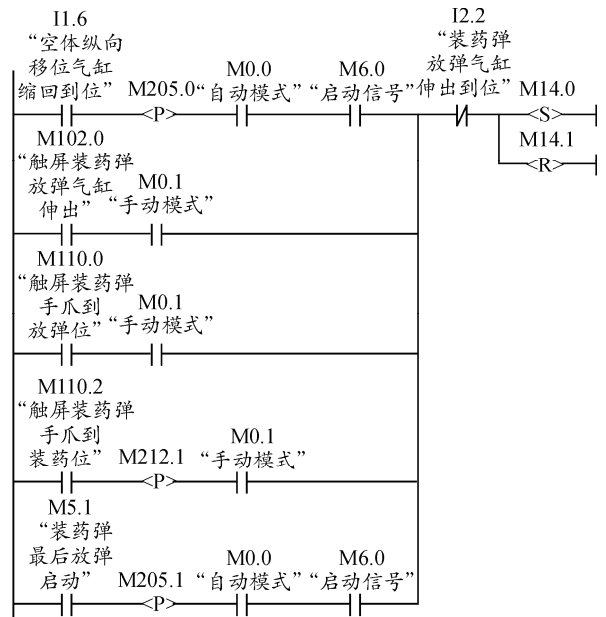 I1.6
“空体纵向
移位气缸
缩回到位”
M205.0
<P>
M0.0
“自动模式”
M6.0
“启动信号”
I2.2
“装药弹
放弹气缸
伸出到位”
M14.0
<S>
M14.1
<R>
M102.0
“触屏装药弹
放弹气缸
伸出”
M0.1
“手动模式”
M110.0
“触屏装药弹
手爪到
放弹位”
M0.1
“手动模式”
M110.2
“触屏装药弹
手爪到
装药位”
M212.1
<P>
M0.1
“手动模式”
M5.1
“装药弹
最后放弹
启动”
M205.1
<P>
M0.0
“自动模式”
M6.0
“启动信号”